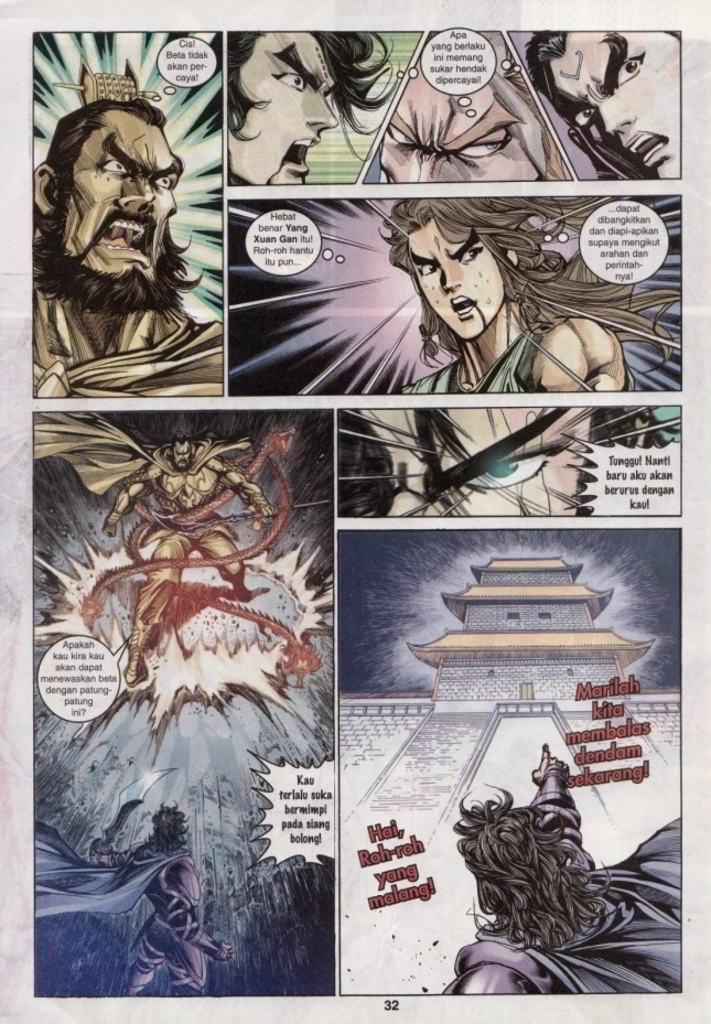 Cis!
Beta tidak
akan per-
caya!
Apa
yang berlaku
ini memang
sukar hendak
dipercayai!
Hebat
benar Yang
Xuan Gan itu!
Roh-roh hantu
itu pun...
...dapat
dibangkitkan
dan diapi-apikan
supaya mengikut
arahan dan
perintah-
nya!
Apakah
kau kira kau
akan dapat
menewaskan beta
dengan patung-
patung
ini?
Kau
terlalu suka
bermimpi
pada siang
bolong!
Tunggu! Nanti
baru aku akan
berurus dengan
kau!
Marilah
kita
membalas
dendam
sekarang!
Hai,
Roh-roh
yang
malang!
32